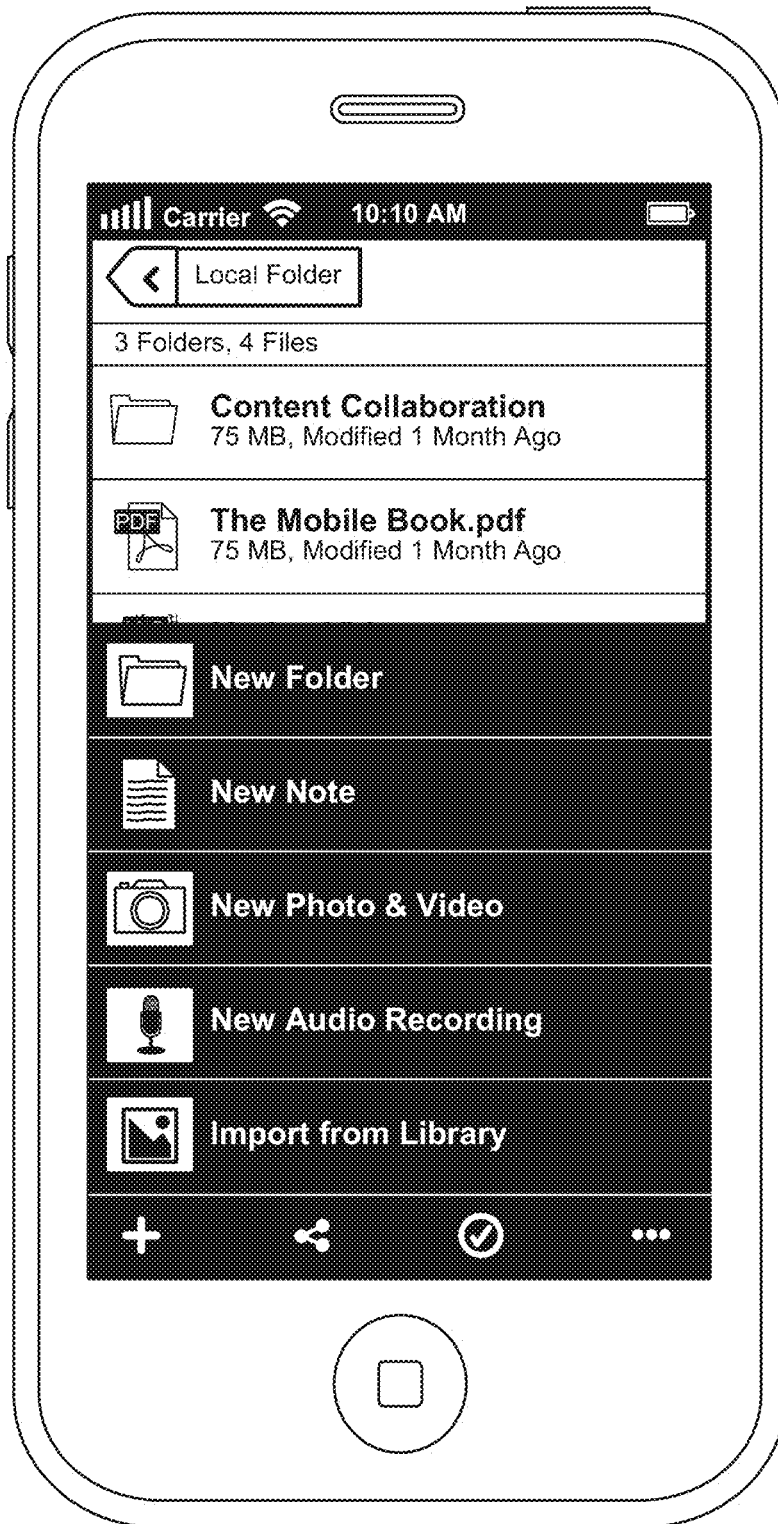 Carrier 10:10 AM
Local Folder
3 Folders, 4 Files
Content Collaboration
75 MB, Modified 1 Month Ago
PDF
The Mobile Book.pdf
75 MB, Modified 1 Month Ago
New Folder
New Note
New Photo & Video
New Audio Recording
Import from Library